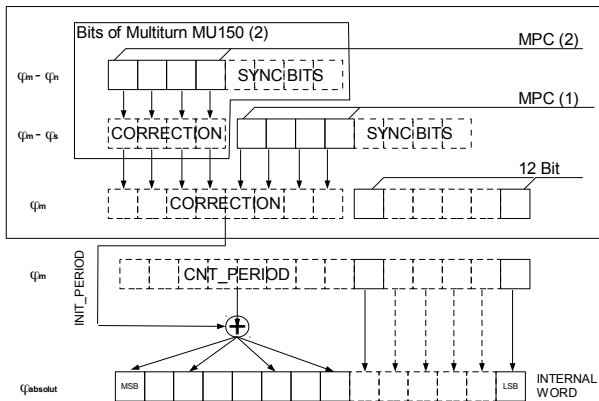 Bits of Multiturn MU150 (2)
MPC (2)
φm - φn
SYNC BITS
MPC (1)
φm - φs
CORRECTION
SYNC BITS
12 Bit
φm
CORRECTION
INIT_PERIOD
φm
CNT_PERIOD
+
φabsolut
MSB
LSB
INTERNAL
WORD